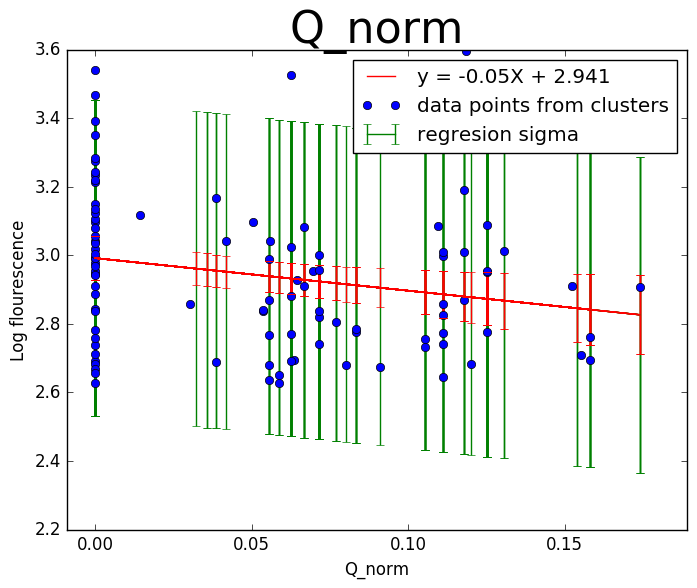 Q_norm
y = -0.05X + 2.941
data points from clusters
regresion sigma
Log flourescence
3.6
3.4
3.2
3.0
2.8
2.6
2.4
2.2
0.00 0.05 0.10 0.15
Q_norm